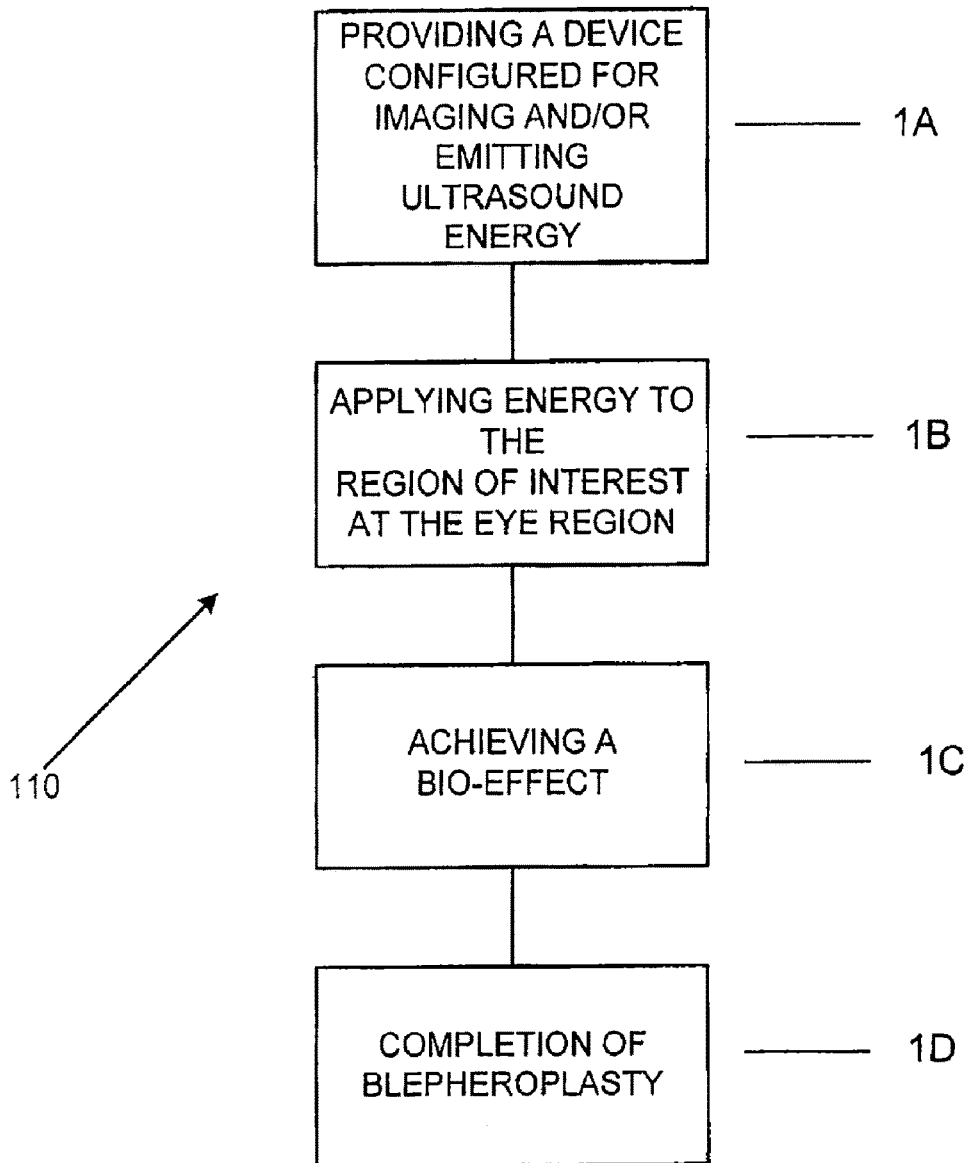 PROVIDING A DEVICE
CONFIGURED FOR
IMAGING AND/OR
EMITTING
ULTRASOUND
ENERGY
1A
APPLYING ENERGY TO
THE
REGION OF INTEREST
AT THE EYE REGION
1B
ACHIEVING A
BIO-EFFECT
1C
110
COMPLETION OF
BLEPHEROPLASTY
1D